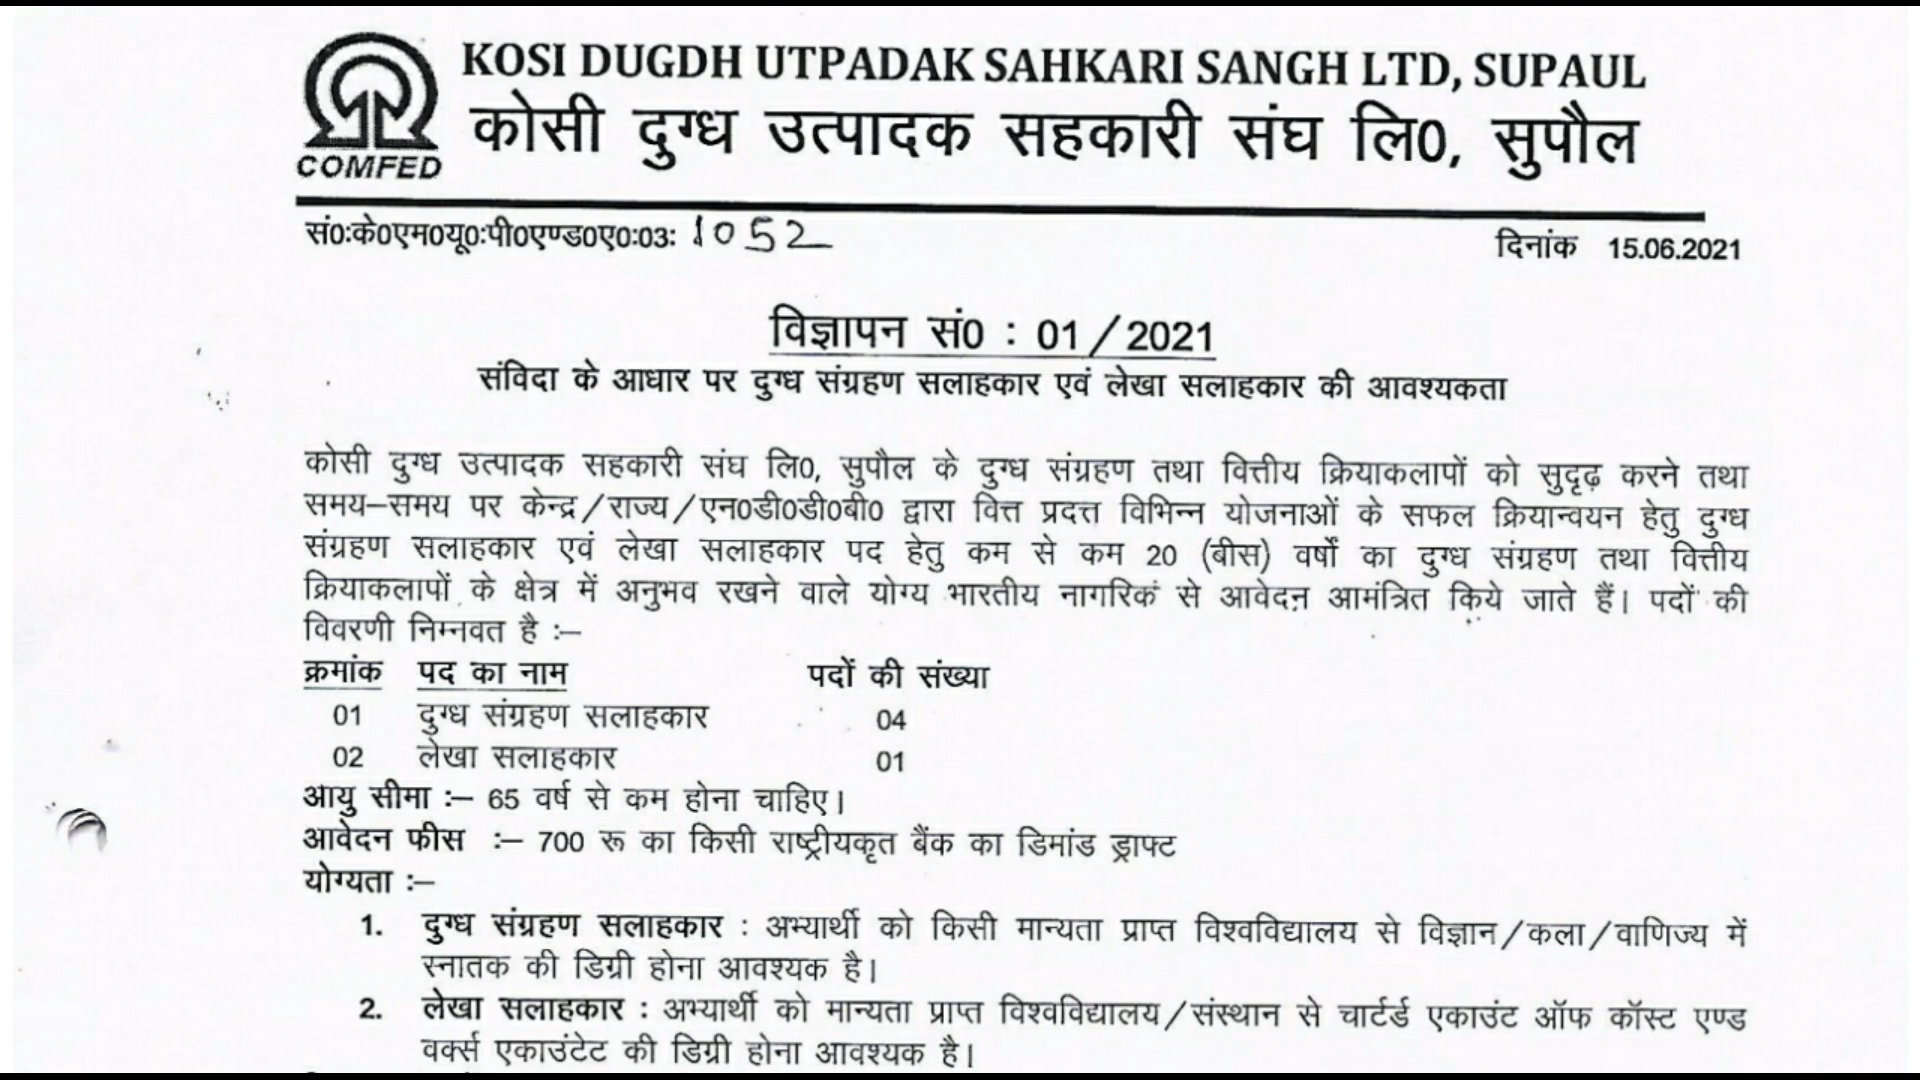 KOSI DUGDH UTPADAK SAHKARI SANGH LTD, SUPAUL
कोसी दुग्ध उत्पादक सहकारी संघ लि0, सुपौल
COMFED
सं0:के0एम0यू0:पी0एण्ड0ए0:03: 1052
दिनांक 15.06.2021
विज्ञापन सं0 : 01/2021
संविदा के आधार पर दुग्ध संग्रहण सलाहकार एवं लेखा सलाहकार की आवश्यकता
कोसी दुग्ध उत्पादक सहकारी संघ लि0, सुपौल के दुग्ध संग्रहण तथा वित्तीय क्रियाकलापों को सुदृढ़ करने तथा
समय–समय पर केन्द्र/राज्य/एन0डी0डी0बी0 द्वारा वित्त प्रदत्त विभिन्न योजनाओं के सफल क्रियान्वयन हेतु दुग्ध
संग्रहण सलाहकार एवं लेखा सलाहकार पद हेतु कम से कम 20 (बीस) वर्षों का दुग्ध संग्रहण तथा वित्तीय
क्रियाकलापों के क्षेत्र में अनुभव रखने वाले योग्य भारतीय नागरिक से आवेदन आमंत्रित किये जाते हैं। पदों की
विवरणी निम्नवत है :–
क्रमांक पद का नाम पदों की संख्या
01 दुग्ध संग्रहण सलाहकार 04
02 लेखा सलाहकार 01
आयु सीमा :– 65 वर्ष से कम होना चाहिए।
आवेदन फीस :– 700 रू का किसी राष्ट्रीयकृत बैंक का डिमांड ड्राफ्ट
योग्यता :–
1. दुग्ध संग्रहण सलाहकार : अभ्यार्थी को किसी मान्यता प्राप्त विश्वविद्यालय से विज्ञान/कला/वाणिज्य में
स्नातक की डिग्री होना आवश्यक है।
2. लेखा सलाहकार : अभ्यार्थी को मान्यता प्राप्त विश्वविद्यालय/संस्थान से चार्टर्ड एकाउंट ऑफ कॉस्ट एण्ड
वर्क्स एकाउंटेट की डिग्री होना आवश्यक है।